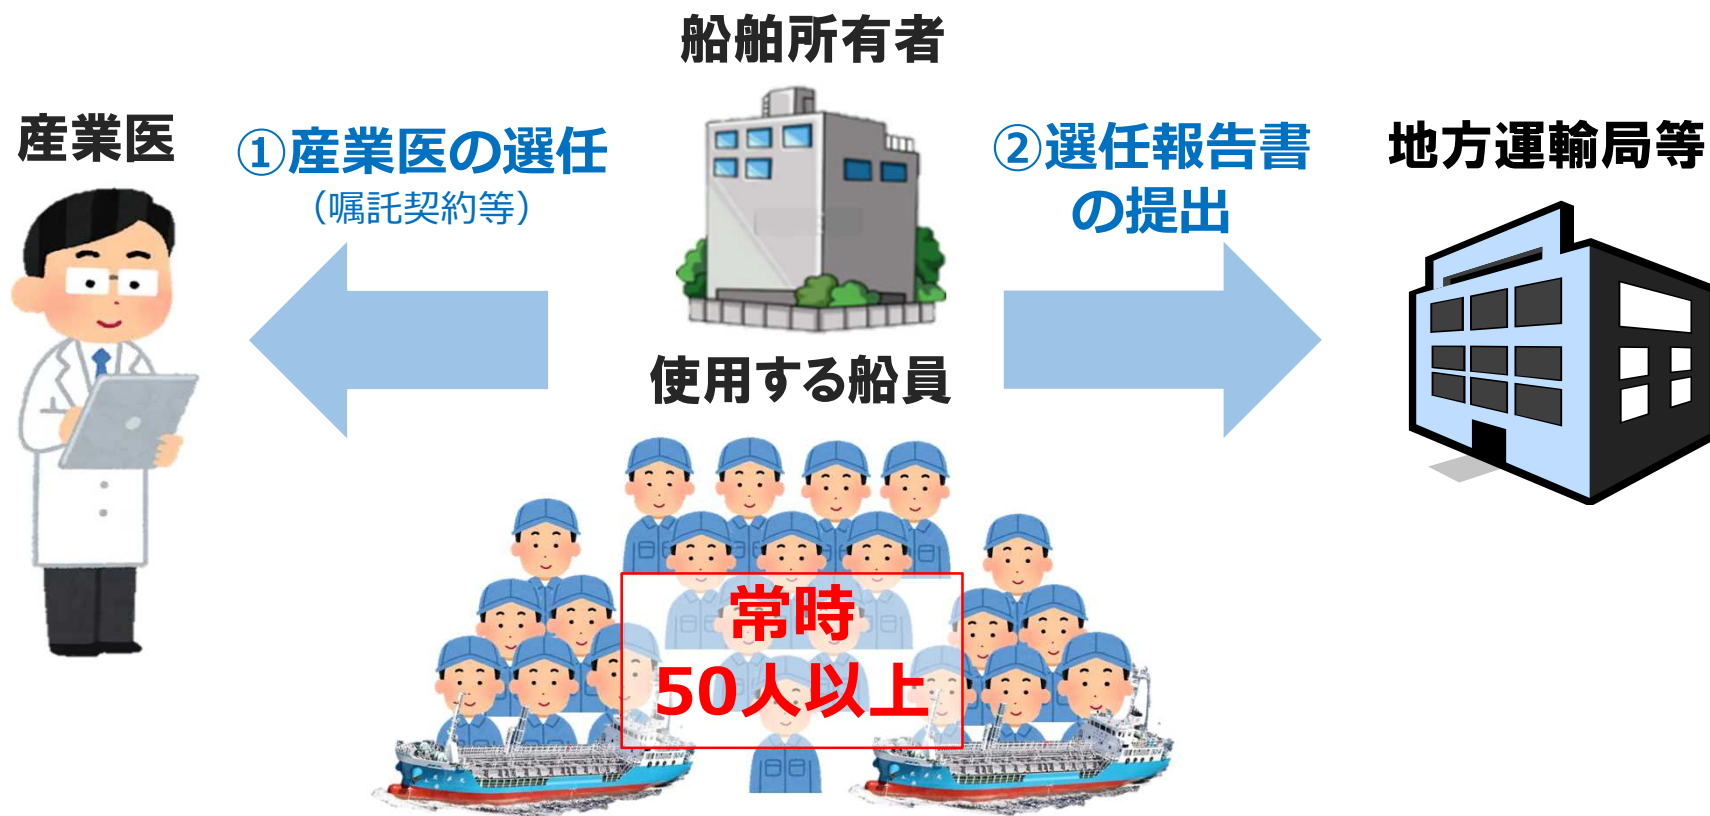 船舶所有者
産業医
①産業医の選任
（嘱託契約等）
②選任報告書
の提出
地方運輸局等
使用する船員
常時
50人以上